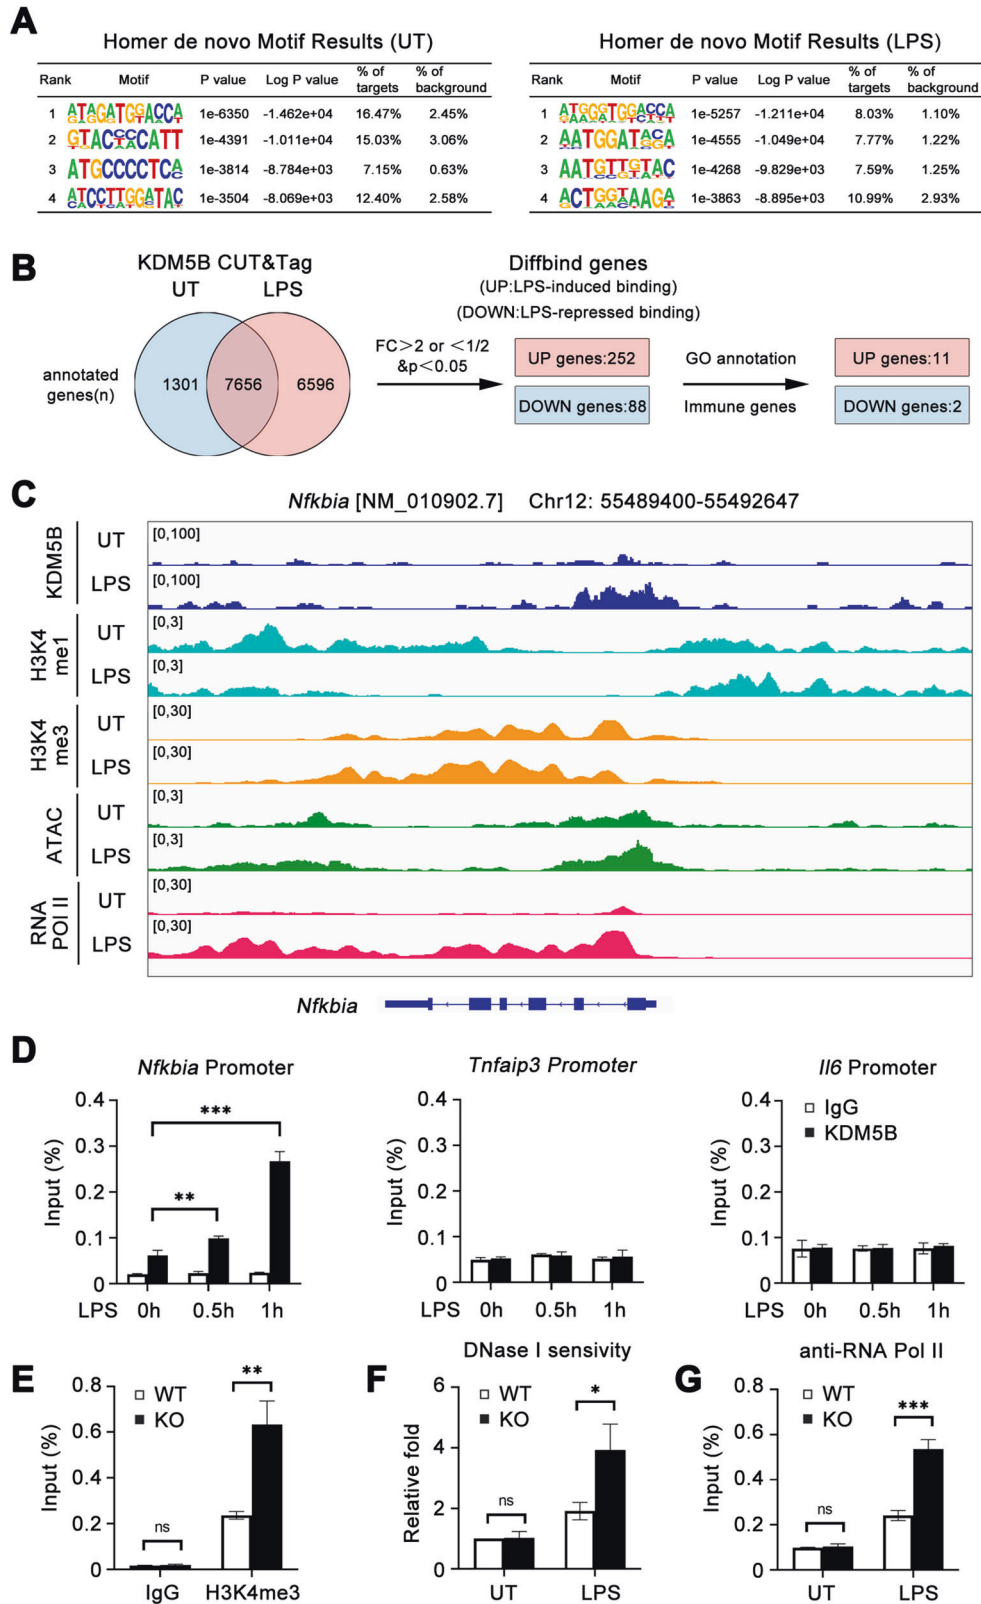 A
Homer de novo Motif Results (UT)
Rank Motif P value Log P value % of targets % of background
1 1e-6350 -1.462e+04 16.47% 2.45%
2 1e-4391 -1.011e+04 15.03% 3.06%
3 ATGCCCCTCA 1e-3814 -8.784e+03 7.15% 0.63%
4 1e-3504 -8.069e+03 12.40% 2.58%
Homer de novo Motif Results (LPS)
Rank Motif P value Log P value % of targets % of background
1 1e-5257 -1.211e+04 8.03% 1.10%
2 1e-4555 -1.049e+04 7.77% 1.22%
3 1e-4268 -9.829e+03 7.59% 1.25%
4 1e-3863 -8.895e+03 10.99% 2.93%
B
KDM5B CUT&Tag
UT LPS
annotated
genes(n)
1301 7656 6596
FC>2 or <1/2
&p<0.05
Diffbind genes
(UP:LPS-induced binding)
(DOWN:LPS-repressed binding)
UP genes:252
DOWN genes:88
GO annotation
Immune genes
UP genes:11
DOWN genes:2
C
Nfkbia [NM_010902.7] Chr12: 55489400-55492647
KDM5B
UT [0,100]
LPS [0,100]
H3K4
me1
UT [0,3]
LPS [0,3]
H3K4
me3
UT [0,30]
LPS [0,30]
ATAC
UT [0,3]
LPS [0,3]
RNA
POl II
UT [0,30]
LPS [0,30]
Nfkbia
D
Nfkbia Promoter
Input (%)
0.4
0.3
0.2
0.1
0
***
**
LPS 0h 0.5h 1h
Tnfaip3 Promoter
Input (%)
0.4
0.3
0.2
0.1
0
LPS 0h 0.5h 1h
Il6 Promoter
IgG
KDM5B
Input (%)
0.4
0.3
0.2
0.1
0
LPS 0h 0.5h 1h
E
WT
KO
Input (%)
0.8
0.6
0.4
0.2
0
ns
**
IgG H3K4me3
F
DNase I sensivity
WT
KO
Relative fold
6
4
2
0
ns
*
UT LPS
G
anti-RNA Pol II
WT
KO
Input (%)
0.8
0.6
0.4
0.2
0
ns
***
UT LPS